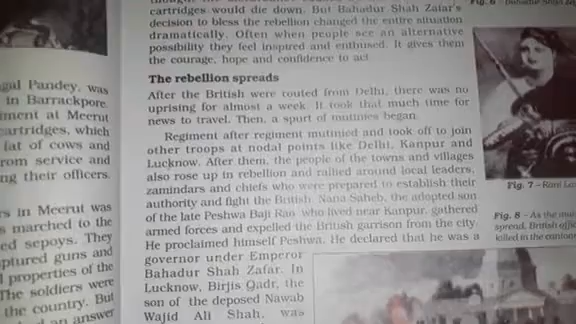 gal Pandey, was
in Barrackpore.
iment at Meerut
cartridges, which
fat of cows and
rom service and
ng their officers.
rs in Meerut was
s marched to the
ed sepoys. They
aptured guns and
properties of the
The soldiers were
the country. But
an answer
cartridges would die down. But Bahadur Shah Zafar's
decision to bless the rebellion changed the entire situation
dramatically. Often when people see an alternative
possibility they feel inspired and enthused. It gives them
the courage, hope and confidence to act.
The rebellion spreads
After the British were routed from Delhi, there was no
uprising for almost a week. It took that much time for
news to travel. Then, a spurt of mutinies began.
Regiment after regiment mutinied and took off to join
other troops at nodal points like Delhi, Kanpur and
Lucknow. After them, the people of the towns and villages
also rose up in rebellion and rallied around local leaders,
zamindars and chiefs who were prepared to establish their
authority and fight the British. Nana Saheb, the adopted son
of the late Peshwa Baji Rao who lived near Kanpur, gathered
armed forces and expelled the British garrison from the city.
He proclaimed himself Peshwa. He declared that he was a
governor under Emperor
Bahadur Shah Zafar. In
Lucknow, Birjis Qadr, the
son of the deposed Nawab
Wajid Ali Shah, was
Fig. 6 - Bahadur Shah
Fig. 7 - Rani La
Fig. 8 - As the mu
spread, British offic
killed in the canton